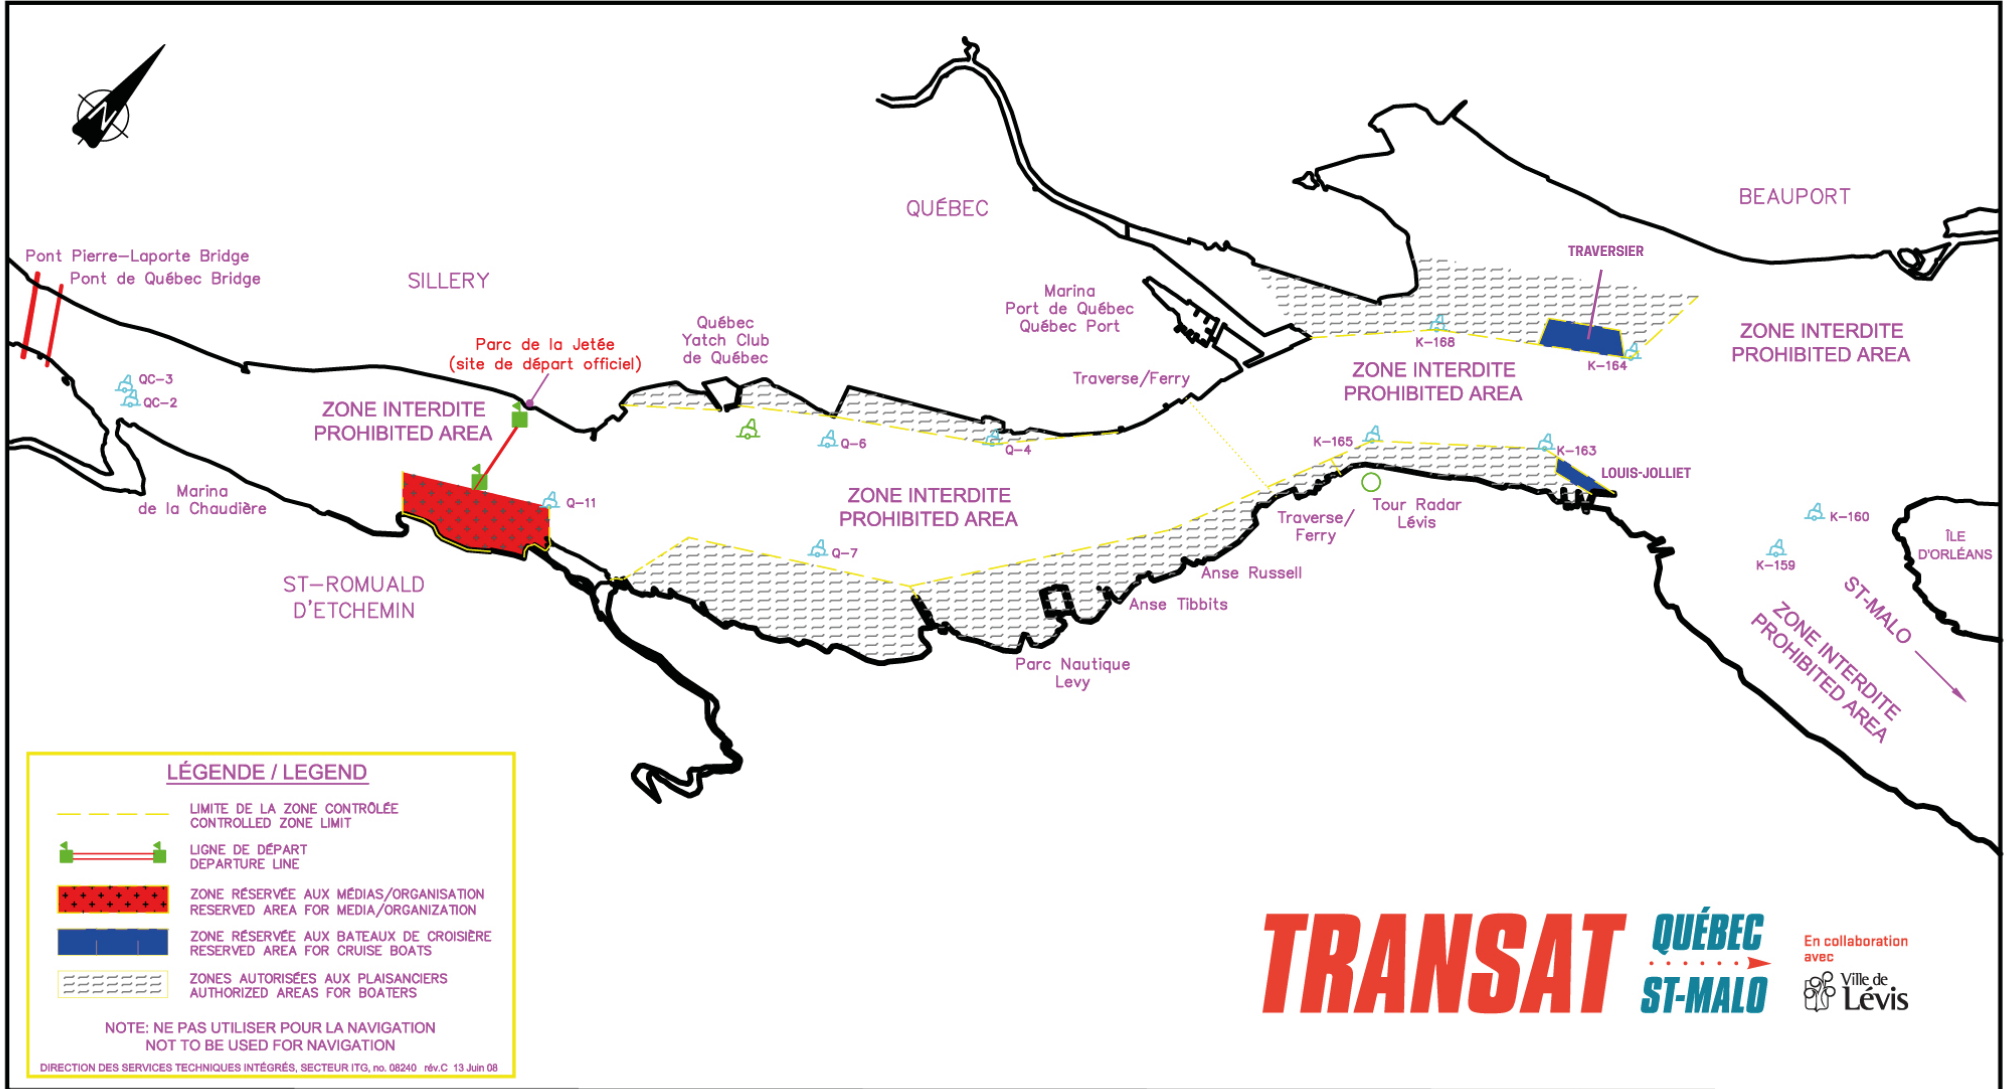 N
QUÉBEC
BEAUPORT
Pont Pierre-Laporte Bridge
Pont de Québec Bridge
SILLERY
TRAVERSIER
Marina
Port de Québec
Québec Port
Québec
Yatch Club
de Québec
Parc de la Jetée
(site de départ officiel)
K-168
K-164
ZONE INTERDITE
PROHIBITED AREA
ZONE INTERDITE
PROHIBITED AREA
Traverse/Ferry
QC-3
QC-2
ZONE INTERDITE
PROHIBITED AREA
Q-6
Q-4
K-165
K-163
LOUIS-JOLLIET
Marina
de la Chaudière
Q-11
ZONE INTERDITE
PROHIBITED AREA
Traverse/
Ferry
Tour Radar
Lévis
K-160
K-159
ÎLE
D'ORLÉANS
Q-7
Anse Russell
Anse Tibbits
ST-ROMUALD
D'ETCHEMIN
Parc Nautique
Levy
ST-MALO
ZONE INTERDITE
PROHIBITED AREA
LÉGENDE / LEGEND
LIMITE DE LA ZONE CONTRÔLÉE
CONTROLLED ZONE LIMIT
LIGNE DE DÉPART
DEPARTURE LINE
ZONE RÉSERVÉE AUX MÉDIAS/ORGANISATION
RESERVED AREA FOR MEDIA/ORGANIZATION
ZONE RÉSERVÉE AUX BATEAUX DE CROISIÈRE
RESERVED AREA FOR CRUISE BOATS
ZONES AUTORISÉES AUX PLAISANCIERS
AUTHORIZED AREAS FOR BOATERS
NOTE: NE PAS UTILISER POUR LA NAVIGATION
NOT TO BE USED FOR NAVIGATION
DIRECTION DES SERVICES TECHNIQUES INTÉGRÉS, SECTEUR ITG, no. 08240 rév.C 13 Juin 08
TRANSAT
QUÉBEC
ST-MALO
En collaboration
avec
Ville de
Lévis